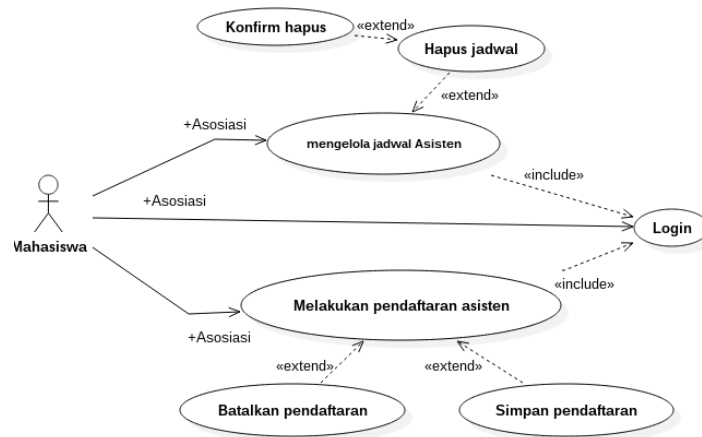 Konfirm hapus
«extend»
Hapus jadwal
«extend»
+Asosiasi
mengelola jadwal Asisten
«include»
+Asosiasi
Login
Mahasiswa
«include»
Melakukan pendaftaran asisten
+Asosiasi
«extend»
«extend»
Batalkan pendaftaran
Simpan pendaftaran